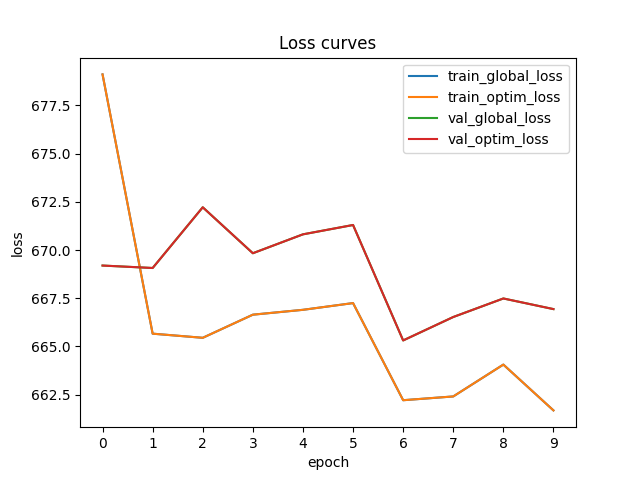 Loss curves
train_global_loss
train_optim_loss
val_global_loss
val_optim_loss
677.5
675.0
672.5
670.0
667.5
665.0
662.5
loss
0 1 2 3 4 5 6 7 8 9
epoch